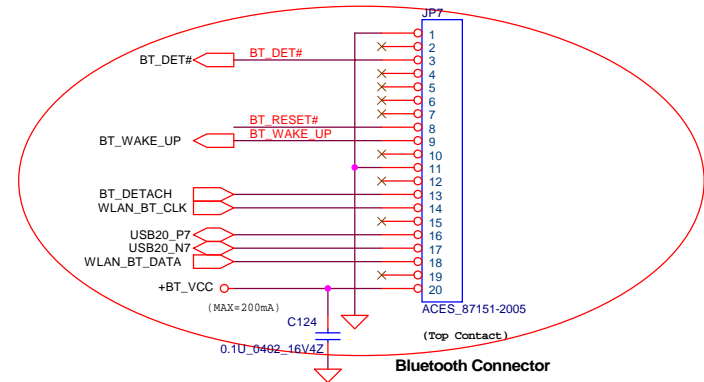 JP7
1
2
BT_DET# BT_DET# 3
4
5
6
7
BT_RESET# 8
BT_WAKE_UP BT_WAKE_UP 9
10
11
12
BT_DETACH 13
WLAN_BT_CLK 14
15
USB20_P7 16
USB20_N7 17
WLAN_BT_DATA 18
19
+BT_VCC 20
(MAX=200mA) ACES_87151-2005
C124
(Top Contact)
0.1U_0402_16V4Z
Bluetooth Connector